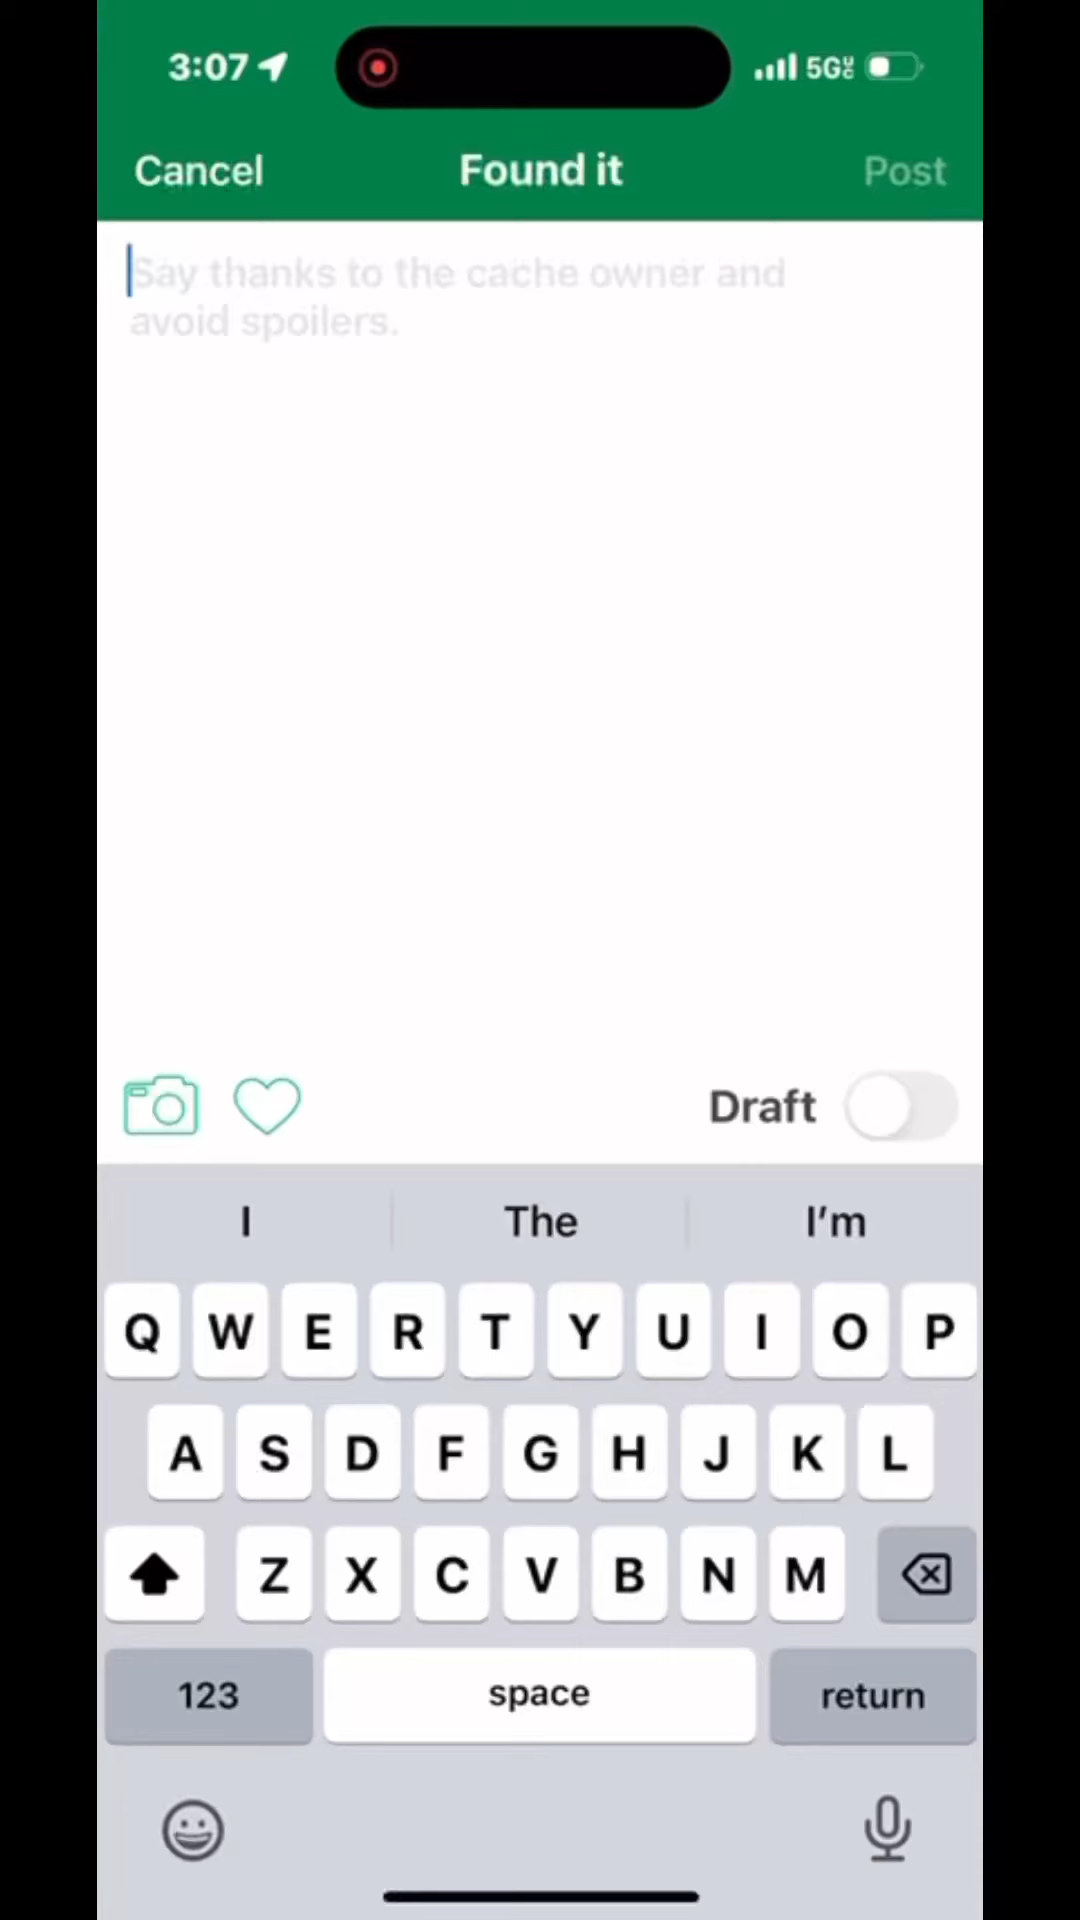 3:07 5G
Cancel Found it Post
Say thanks to the cache owner and
avoid spoilers.
Draft
I The I'm
Q W E R T Y U I O P
A S D F G H J K L
Z X C V B N M
123 space return